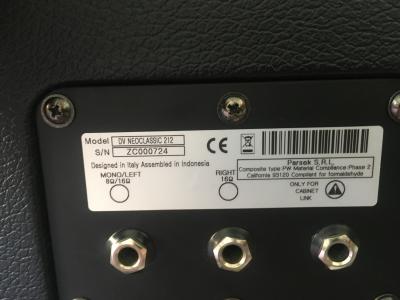 Model DV NEOCLASSIC 212
S/N ZC000724
Designed in Italy Assembled in Indonesia
CE
Parsek S.R.L.
Composite type:PW Material Compliance:Phase 2
California 93120 Compliant for formaldehyde
MONO/LEFT
8Ω/16Ω
RIGHT
16Ω
ONLY FOR
CABINET
LINK